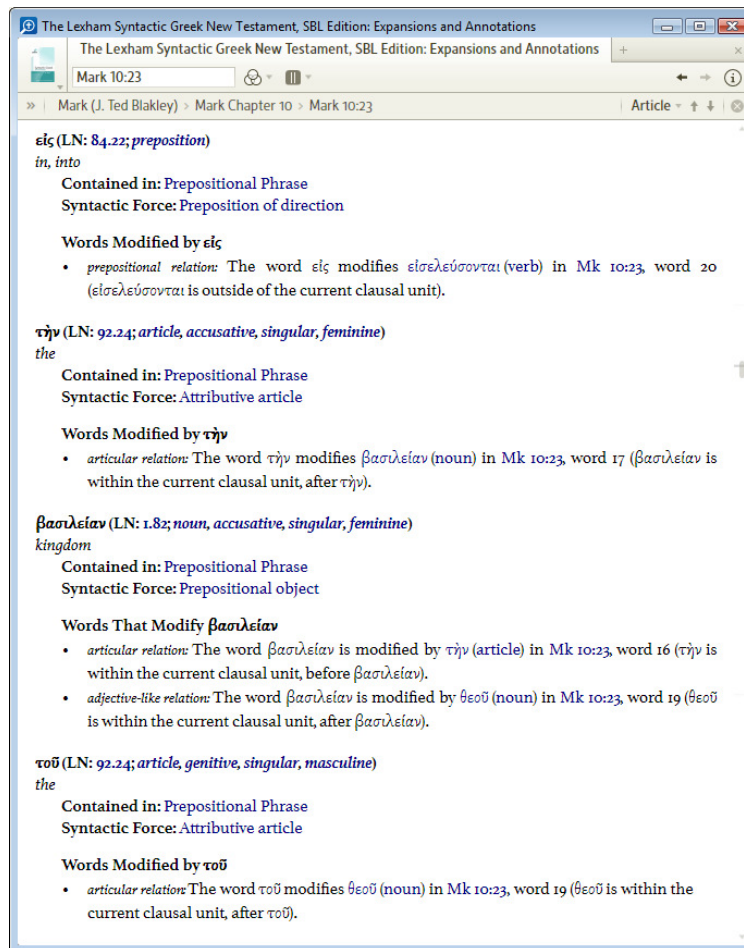 The Lexham Syntactic Greek New Testament, SBL Edition: Expansions and Annotations
The Lexham Syntactic Greek New Testament, SBL Edition: Expansions and Annotations
Mark 10:23
» Mark (J. Ted Blakley) > Mark Chapter 10 > Mark 10:23 Article
εἰς (LN: 84.22; preposition)
in, into
Contained in: Prepositional Phrase
Syntactic Force: Preposition of direction
Words Modified by εἰς
• prepositional relation: The word εἰς modifies εἰσελεύσονται (verb) in Mk 10:23, word 20
(εἰσελεύσονται is outside of the current clausal unit).
τὴν (LN: 92.24; article, accusative, singular, feminine)
the
Contained in: Prepositional Phrase
Syntactic Force: Attributive article
Words Modified by τὴν
• articular relation: The word τὴν modifies βασιλείαν (noun) in Mk 10:23, word 17 (βασιλείαν is
within the current clausal unit, after τὴν).
βασιλείαν (LN: 1.82; noun, accusative, singular, feminine)
kingdom
Contained in: Prepositional Phrase
Syntactic Force: Prepositional object
Words That Modify βασιλείαν
• articular relation: The word βασιλείαν is modified by τὴν (article) in Mk 10:23, word 16 (τὴν is
within the current clausal unit, before βασιλείαν).
• adjective-like relation: The word βασιλείαν is modified by θεοῦ (noun) in Mk 10:23, word 19 (θεοῦ
is within the current clausal unit, after βασιλείαν).
τοῦ (LN: 92.24; article, genitive, singular, masculine)
the
Contained in: Prepositional Phrase
Syntactic Force: Attributive article
Words Modified by τοῦ
• articular relation: The word τοῦ modifies θεοῦ (noun) in Mk 10:23, word 19 (θεοῦ is within the
current clausal unit, after τοῦ).